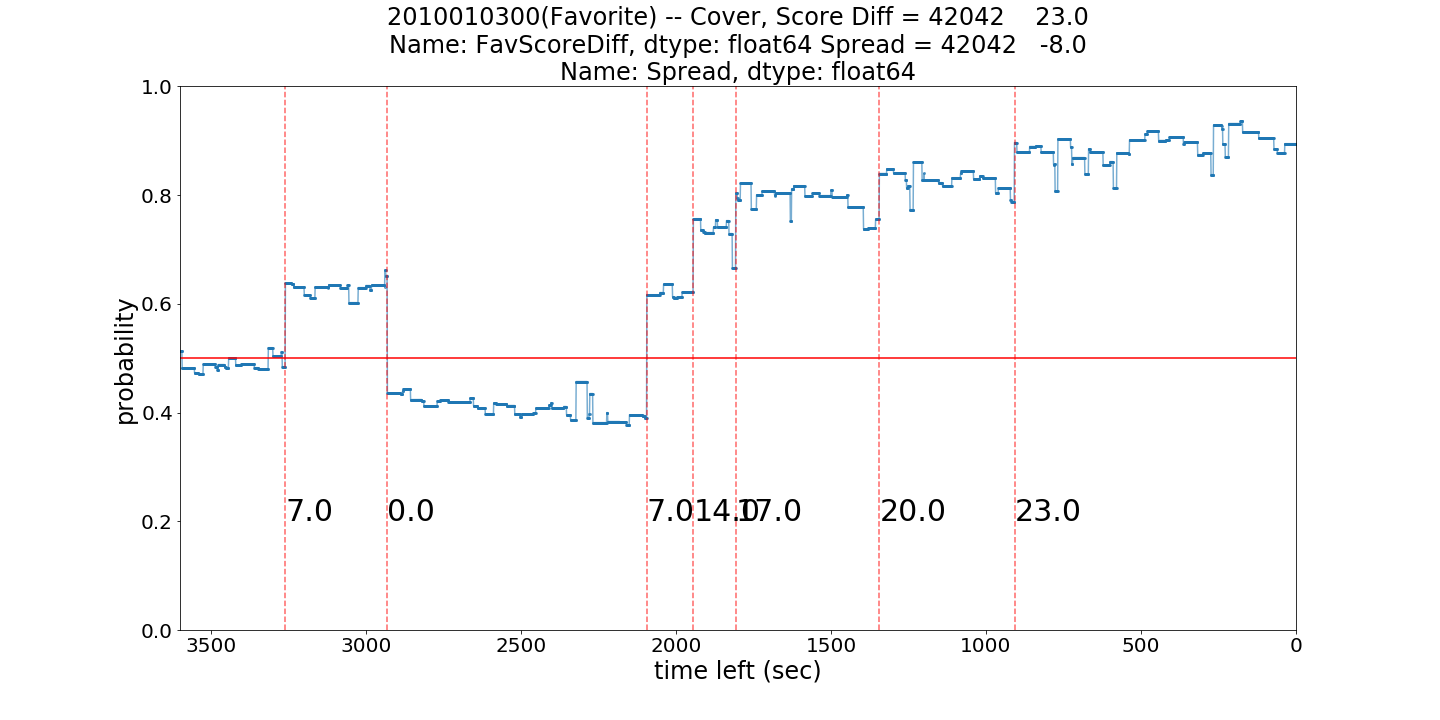 2010010300(Favorite) -- Cover, Score Diff = 42042    23.0
Name: FavScoreDiff, dtype: float64 Spread = 42042   -8.0
Name: Spread, dtype: float64
1.0
0.8
0.6
0.4
0.2
0.0
probability
7.0 0.0 7.0 14.0 17.0 20.0 23.0
3500 3000 2500 2000 1500 1000 500 0
time left (sec)